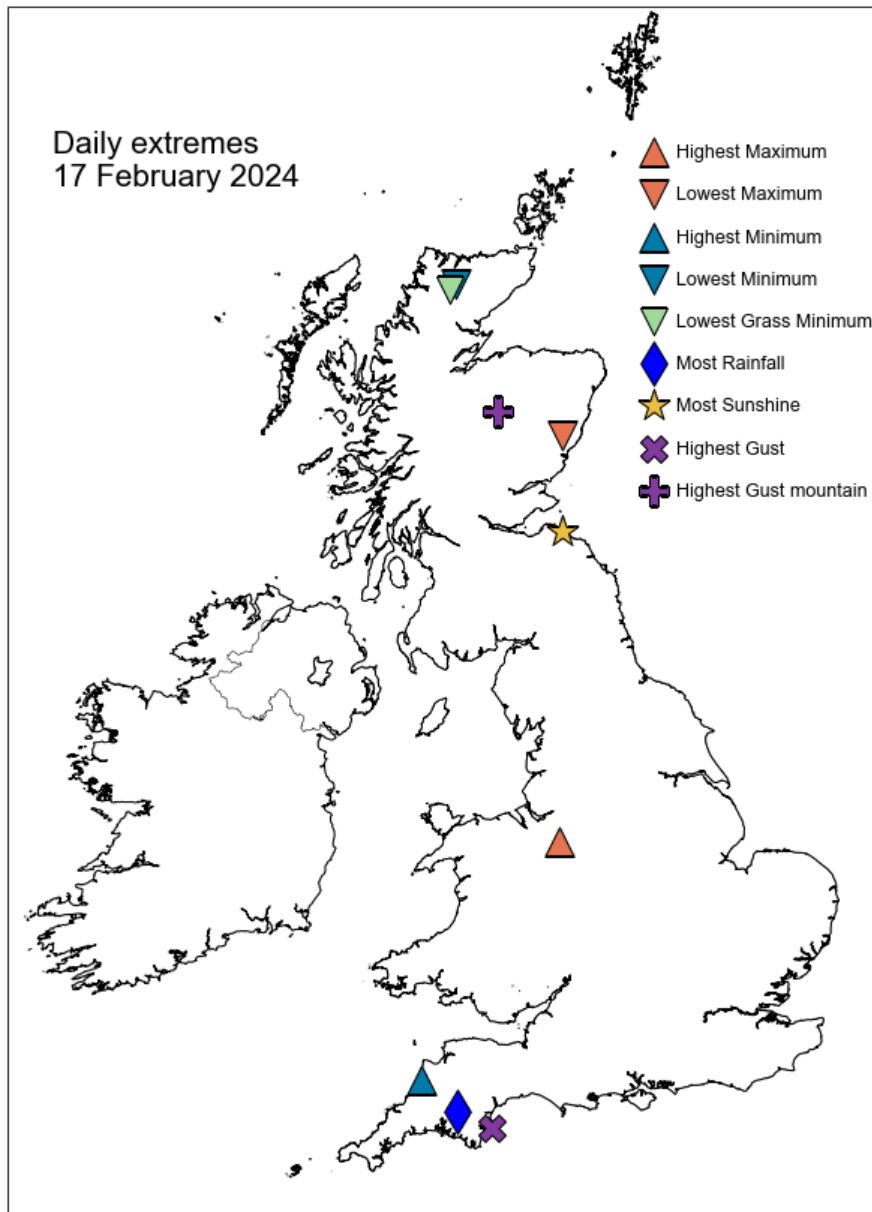 Daily extremes
17 February 2024
Highest Maximum
Lowest Maximum
Highest Minimum
Lowest Minimum
Lowest Grass Minimum
Most Rainfall
Most Sunshine
Highest Gust
Highest Gust mountain